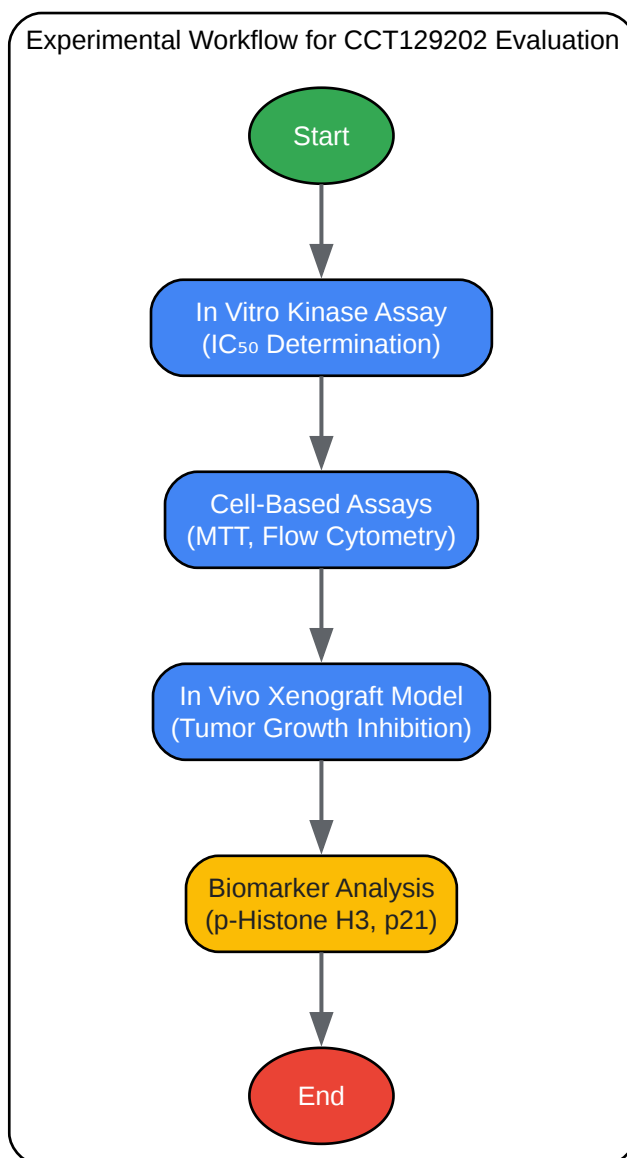 Experimental Workflow for CCT129202 Evaluation
Start
In Vitro Kinase Assay
(IC₅₀ Determination)
Cell-Based Assays
(MTT, Flow Cytometry)
In Vivo Xenograft Model
(Tumor Growth Inhibition)
Biomarker Analysis
(p-Histone H3, p21)
End